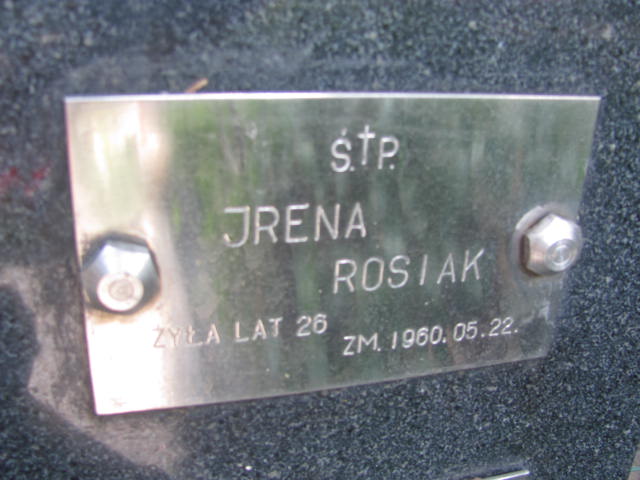 Ś.†P.
JRENA
ROSIAK
ŻYŁA LAT 26 ZM. 1960.05.22.